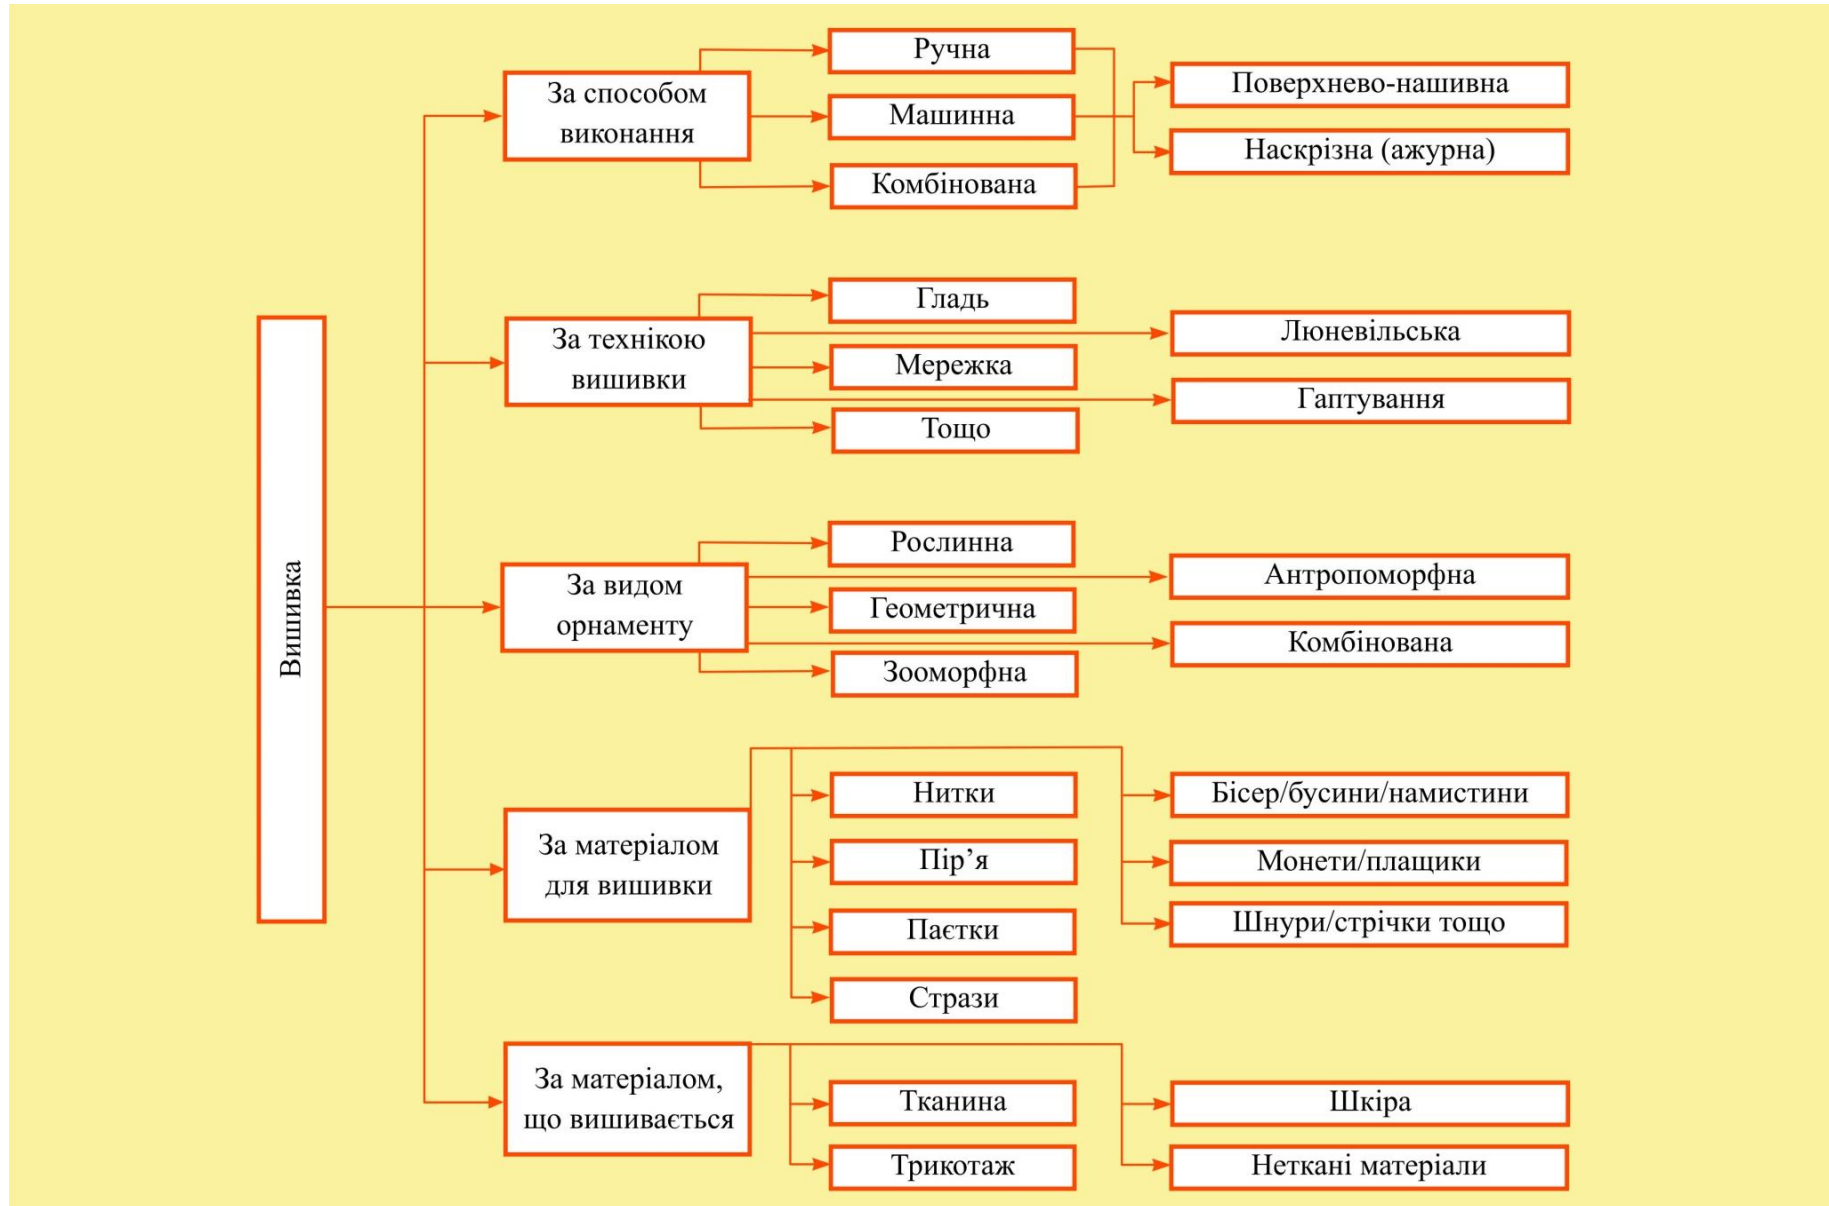 Вишивка
За способом
виконання
Ручна
Машинна
Комбінована
Поверхнево-нашивна
Наскрізна (ажурна)
За технікою
вишивки
Гладь
Люневільська
Мережка
Гаптування
Тощо
За видом
орнаменту
Рослинна
Антропоморфна
Геометрична
Комбінована
Зооморфна
За матеріалом
для вишивки
Нитки
Пір’я
Паєтки
Стрази
Бісер/бусини/намистини
Монети/плащики
Шнури/стрічки тощо
За матеріалом,
що вишивається
Тканина
Трикотаж
Шкіра
Неткані матеріали